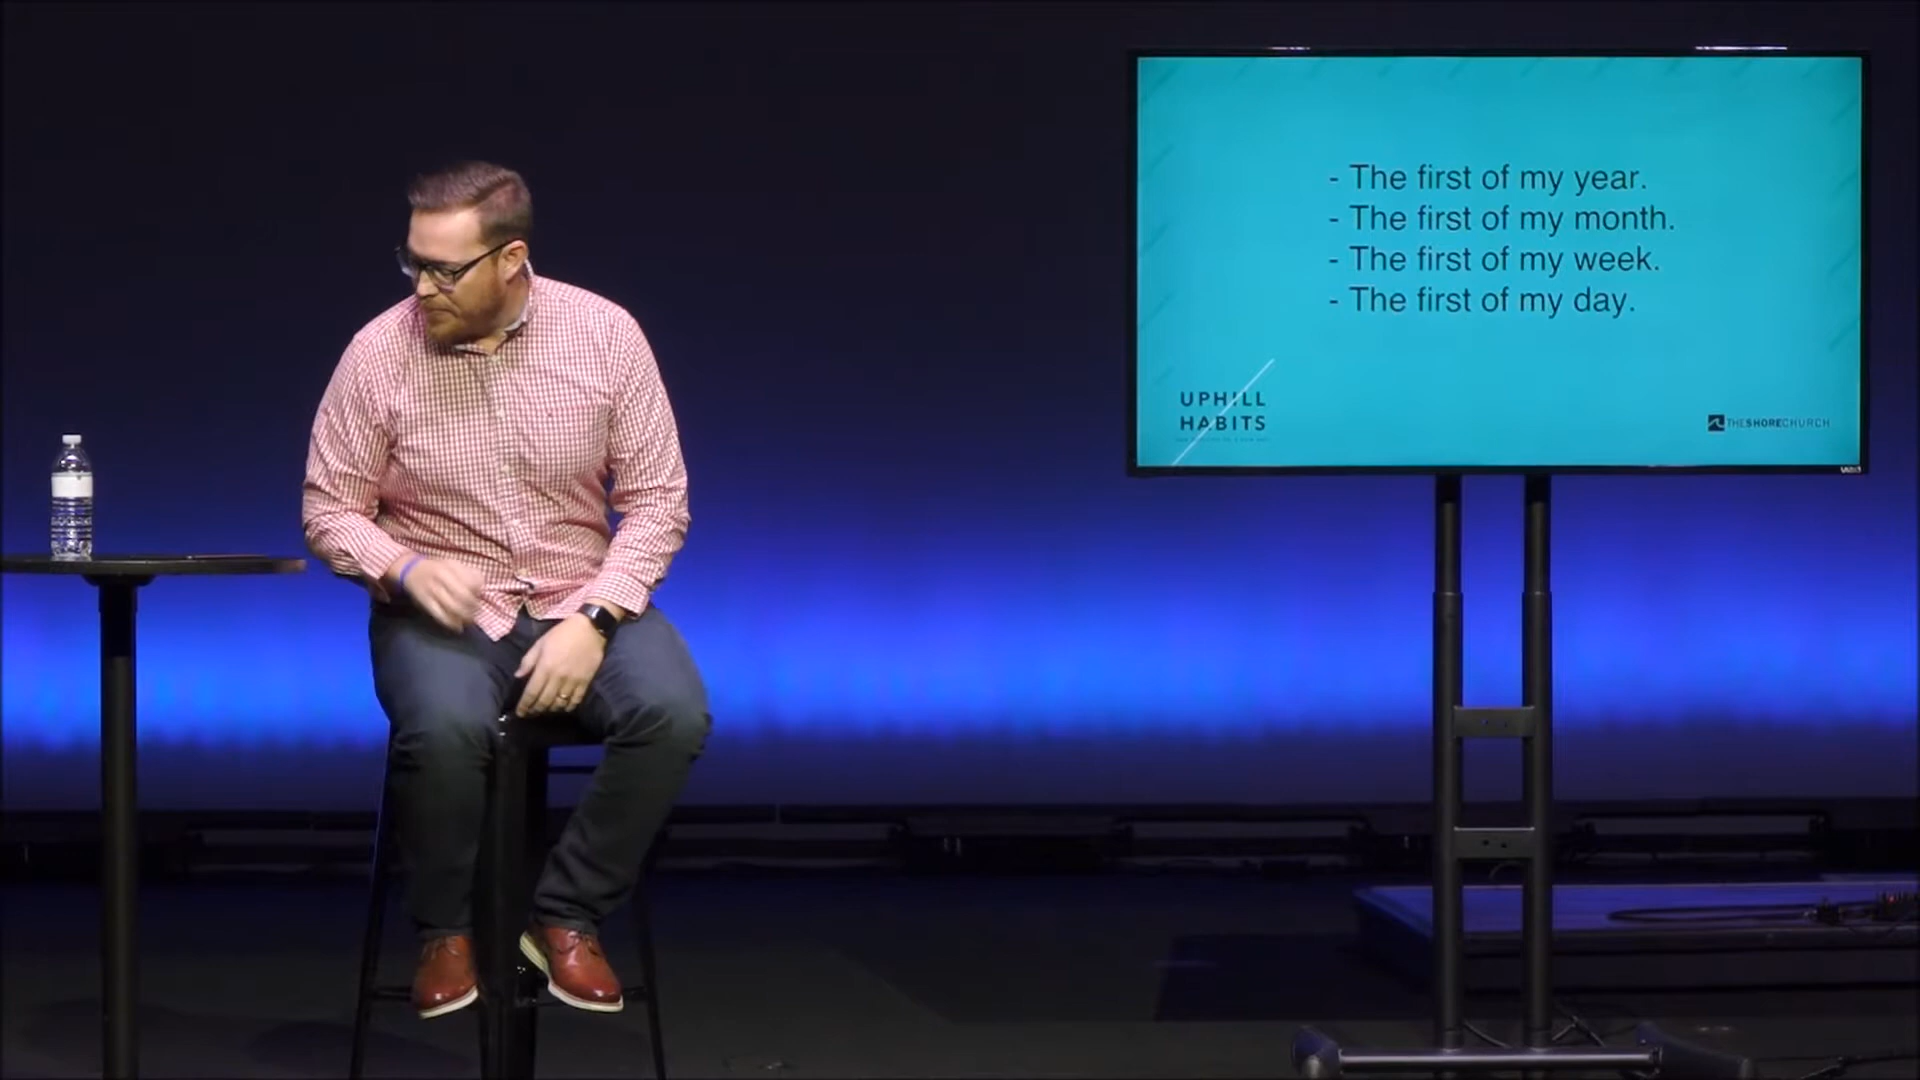 - The first of my year.
- The first of my month.
- The first of my week.
- The first of my day.
UPHILL
HABITS
THESHORECHURCH